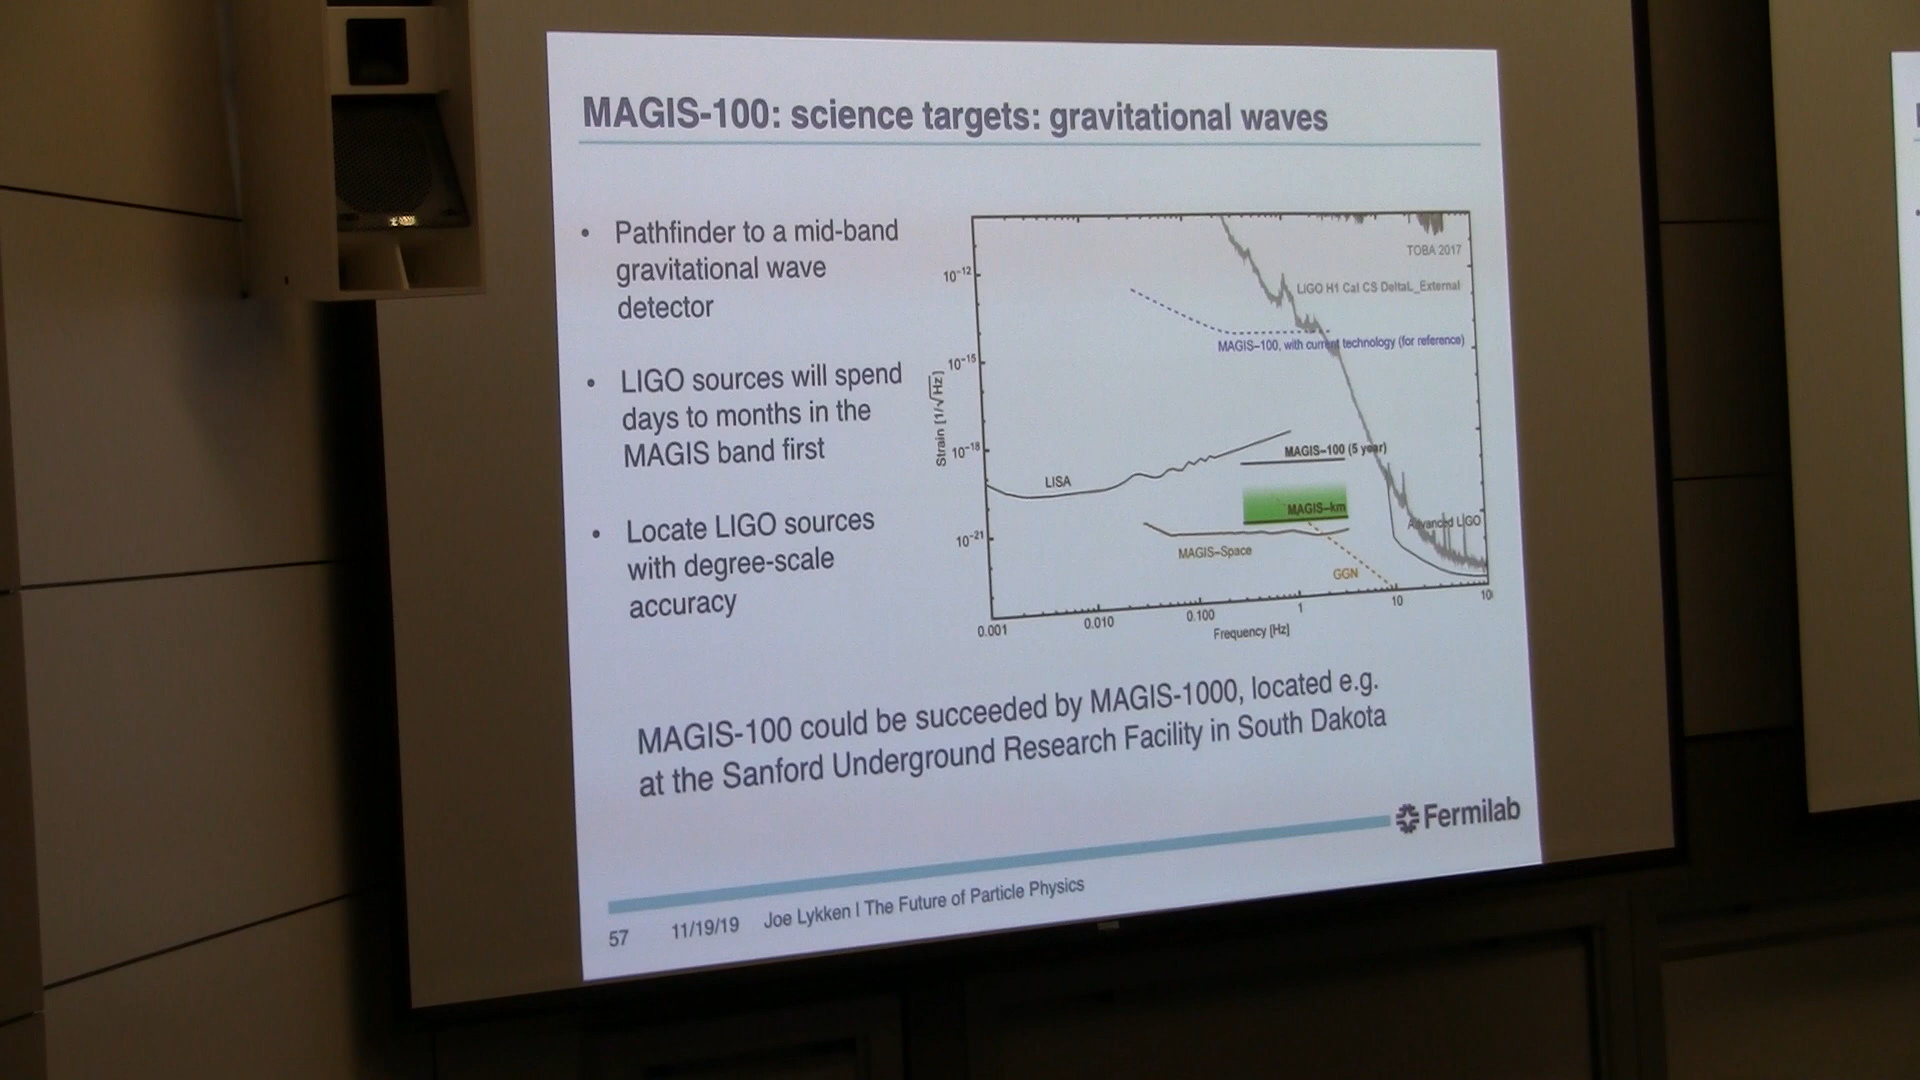 MAGIS-100: science targets: gravitational waves
• Pathfinder to a mid-band
gravitational wave
detector
• LIGO sources will spend
days to months in the
MAGIS band first
• Locate LIGO sources
with degree-scale
accuracy
TOBA 2017
10⁻¹²
LIGO H1 Cal CS DeltaL_External
MAGIS-100, with current technology (for reference)
10⁻¹⁵
Strain [1/√Hz]
10⁻¹⁸
MAGIS-100 (5 year)
LISA
MAGIS-km
Advanced LIGO
10⁻²¹
MAGIS-Space
GGN
0.001 0.010 0.100 1 10 10
Frequency [Hz]
MAGIS-100 could be succeeded by MAGIS-1000, located e.g.
at the Sanford Underground Research Facility in South Dakota
Fermilab
57 11/19/19 Joe Lykken | The Future of Particle Physics